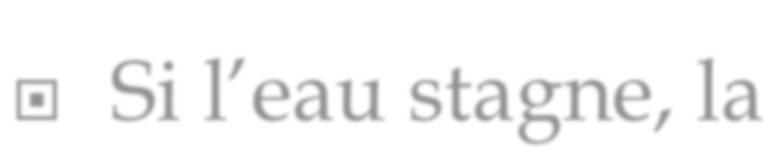 ▣ Si l’eau stagne, la